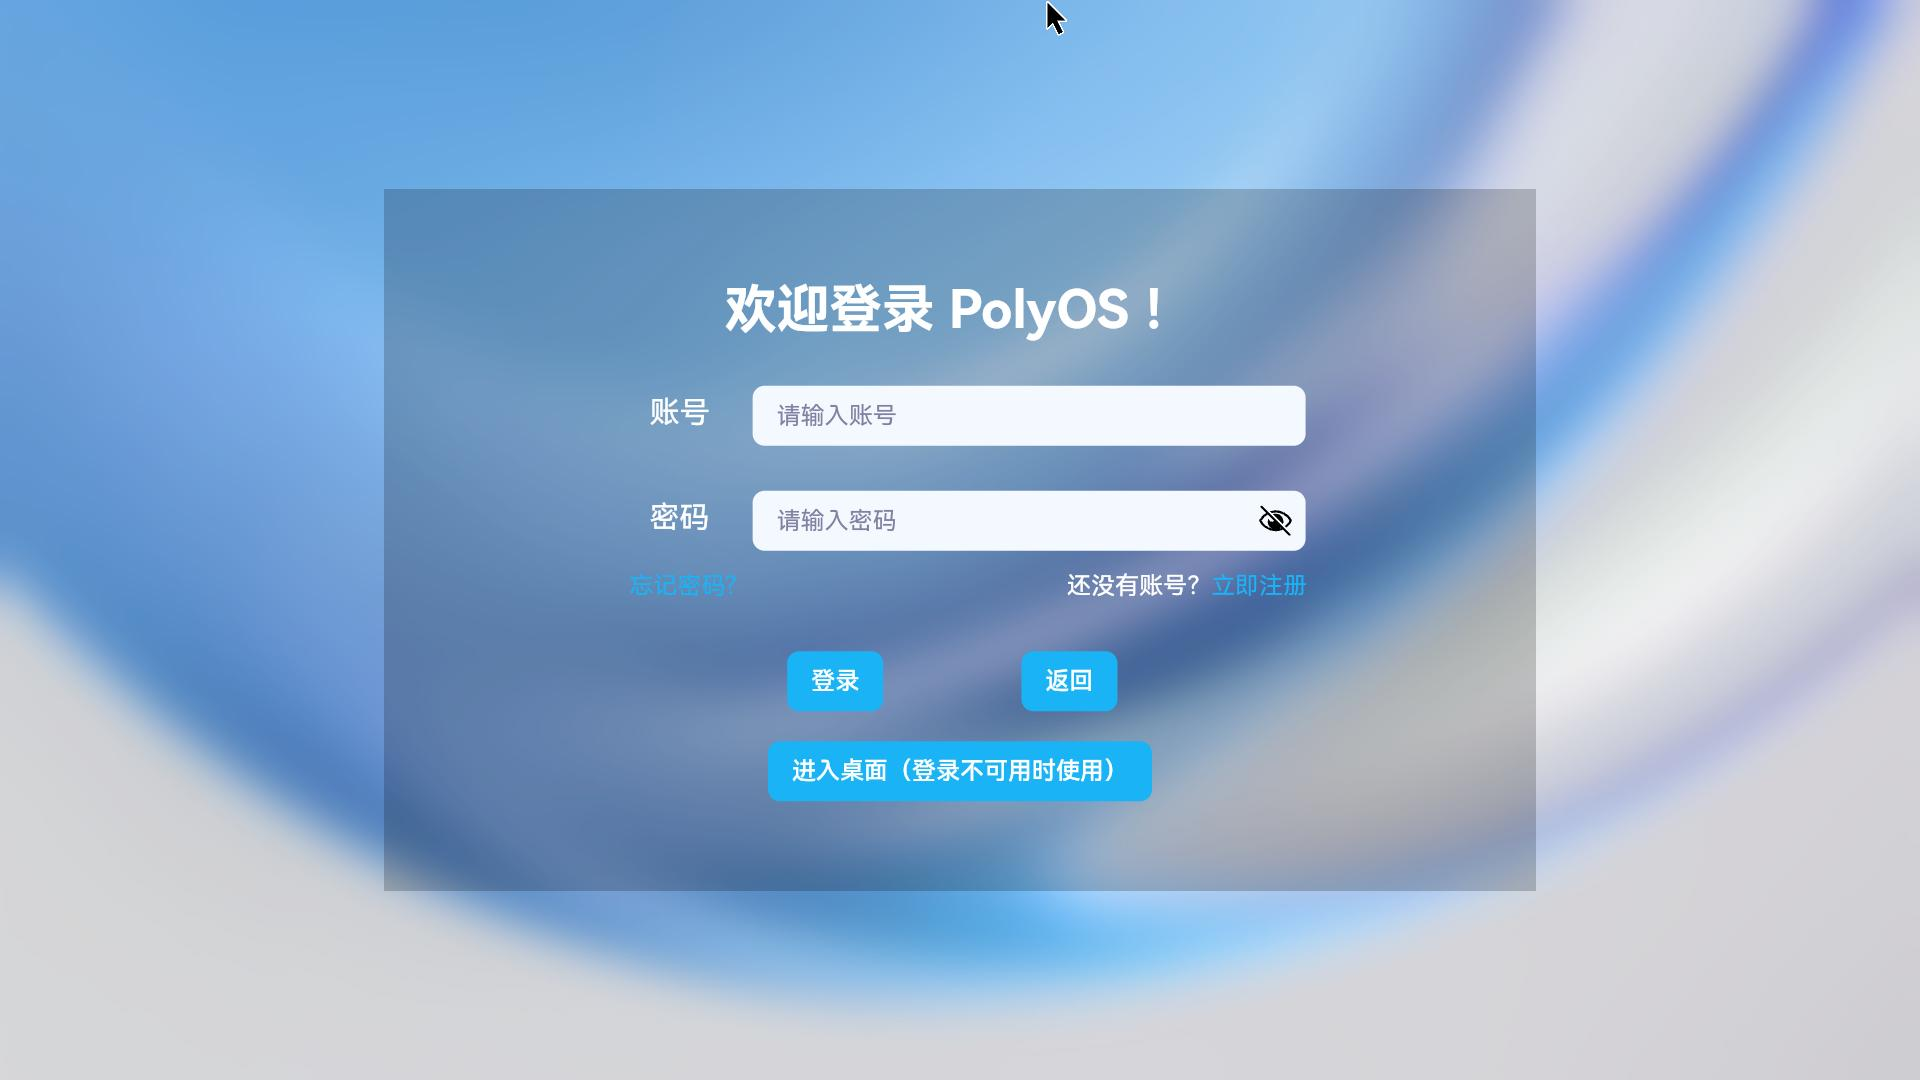 欢迎登录 PolyOS！
账号 请输入账号
密码 请输入密码
忘记密码？ 还没有账号？ 立即注册
登录 返回
进入桌面（登录不可用时使用）